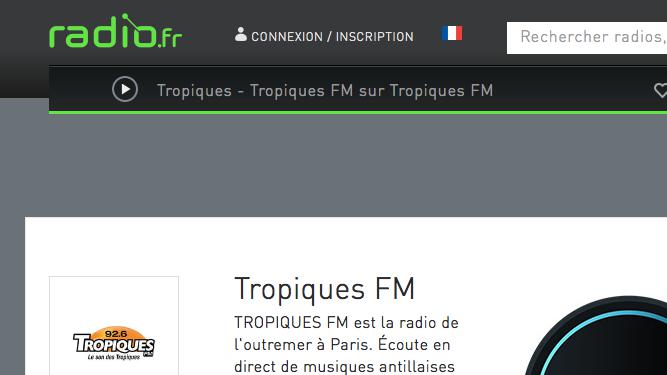 radio.fr
CONNEXION / INSCRIPTION
Rechercher radios,
Tropiques - Tropiques FM sur Tropiques FM
Tropiques FM
TROPIQUES FM est la radio de
l'outremer à Paris. Écoute en
direct de musiques antillaises
92.6
TROPIQUES
FM
Le son des Tropiques